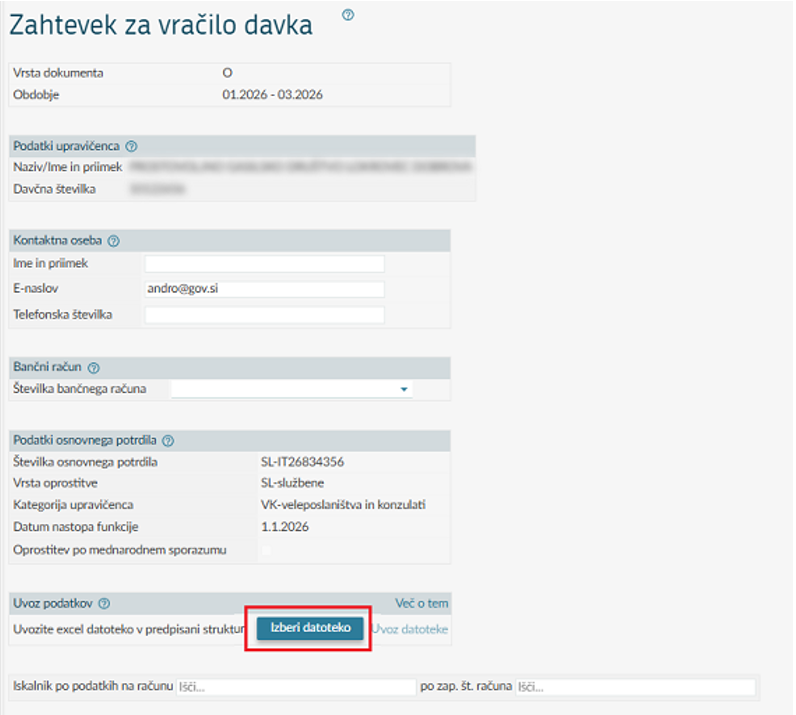 Zahtevek za vračilo davka
Vrsta dokumenta O
Obdobje 01.2026 - 03.2026
Podatki upravičenca
Naziv/Ime in priimek
Davčna številka
Kontaktna oseba
Ime in priimek
E-naslov andro@gov.si
Telefonska številka
Bančni račun
Številka bančnega računa
Podatki osnovnega potrdila
Številka osnovnega potrdila SL-IT26834356
Vrsta oprostitve SL-službene
Kategorija upravičenca VK-veleposlaništva in konzulati
Datum nastopa funkcije 1.1.2026
Oprostitev po mednarodnem sporazumu
Uvoz podatkov Več o tem
Uvozite excel datoteko v predpisani struktur Izberi datoteko Uvoz datoteke
Iskalnik po podatkih na računu Išči... po zap. št. računa Išči...